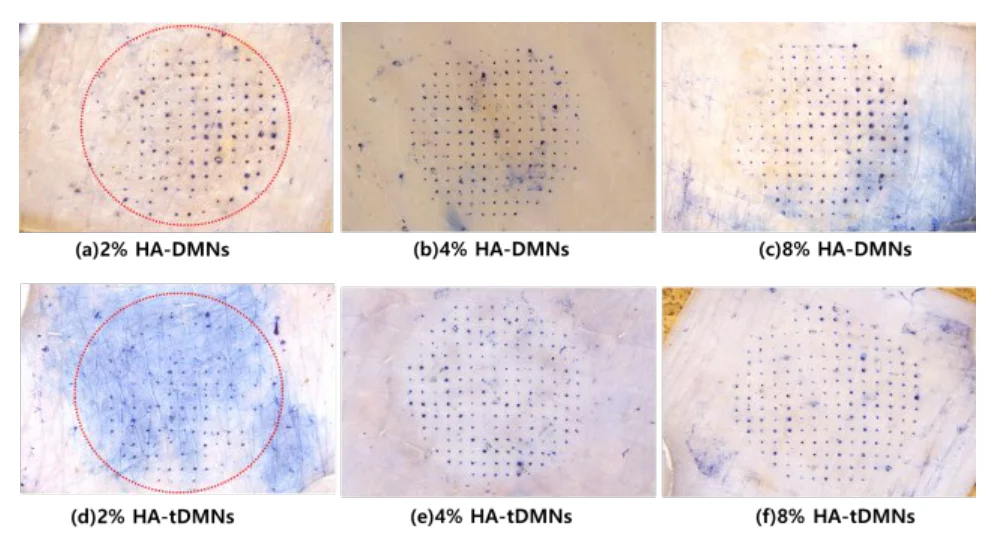 (a)2% HA-DMNs
(b)4% HA-DMNs
(c)8% HA-DMNs
(d)2% HA-tDMNs
(e)4% HA-tDMNs
(f)8% HA-tDMNs